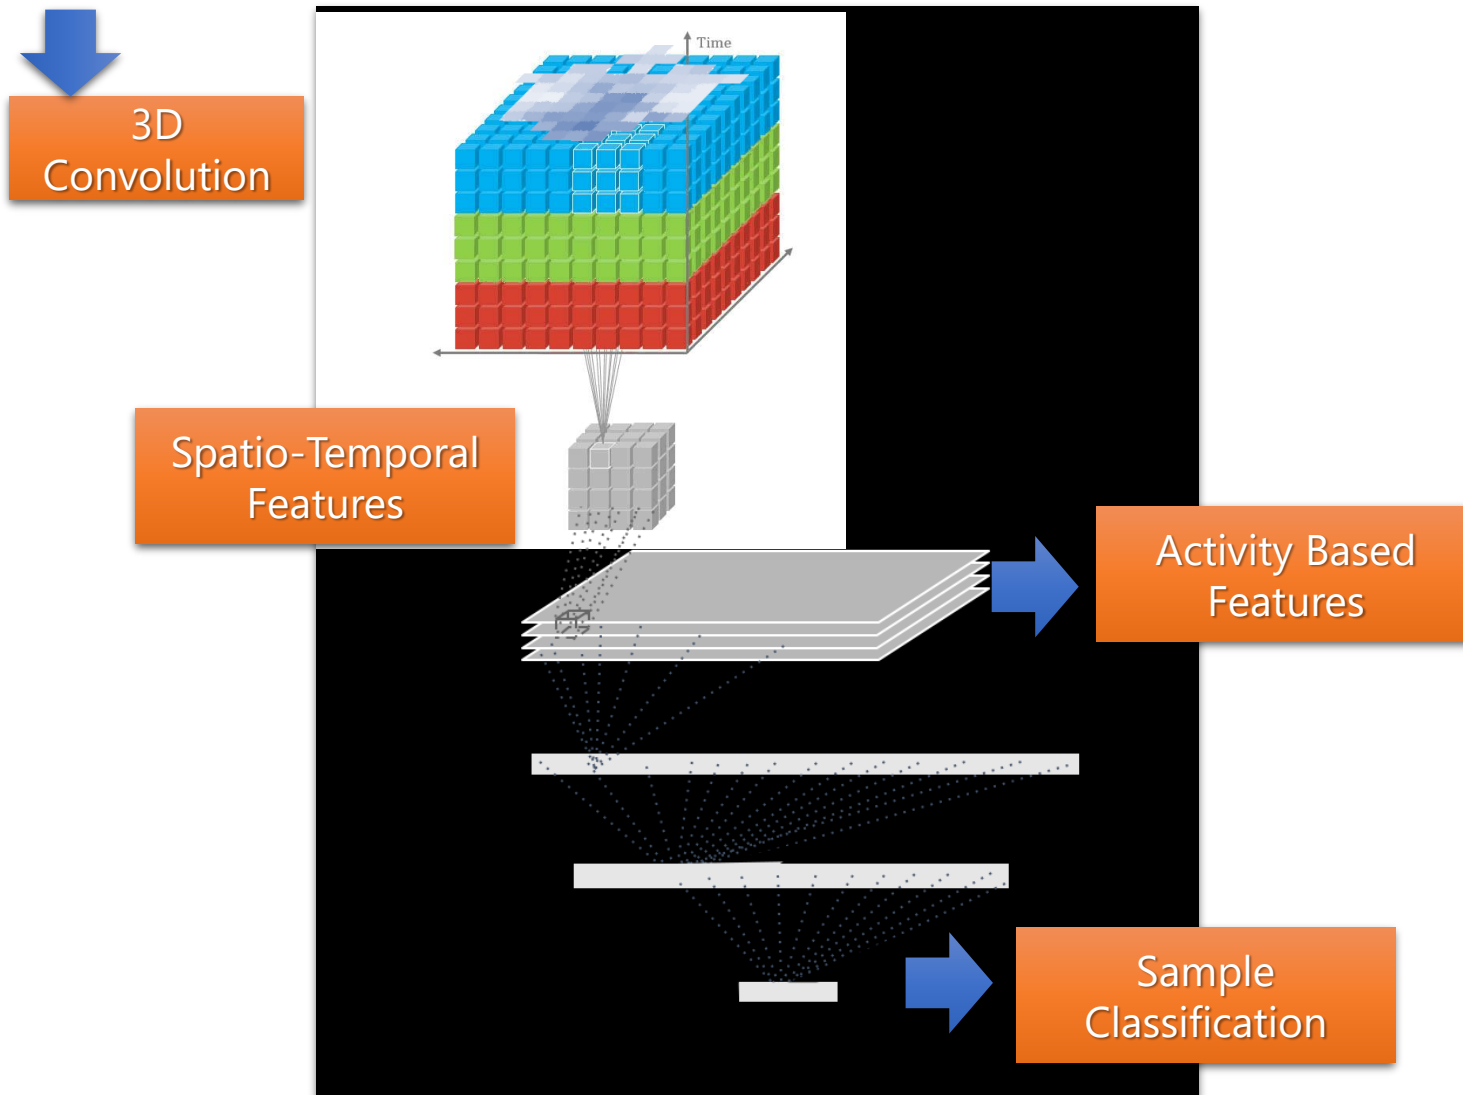 Time
3D
Convolution
Spatio-Temporal
Features
Activity Based
Features
Sample
Classification